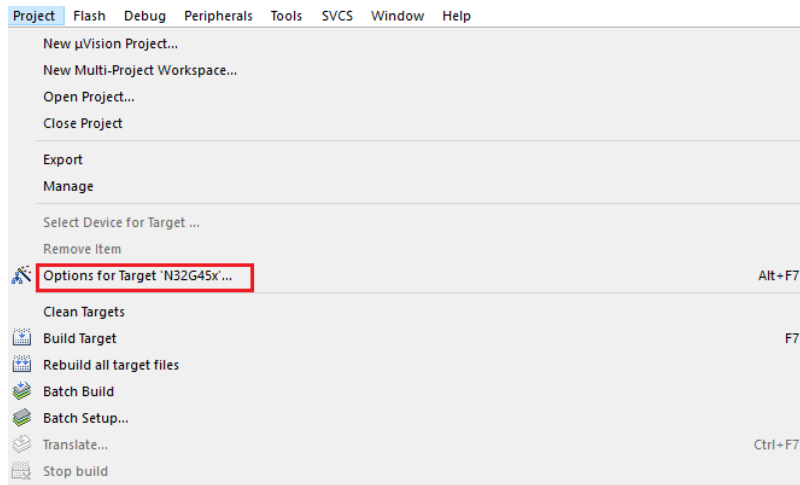 Project Flash Debug Peripherals Tools SVCS Window Help
New µVision Project...
New Multi-Project Workspace...
Open Project...
Close Project
Export
Manage
Select Device for Target ...
Remove Item
Options for Target 'N32G45x'... Alt+F7
Clean Targets
Build Target F7
Rebuild all target files
Batch Build
Batch Setup...
Translate... Ctrl+F7
Stop build